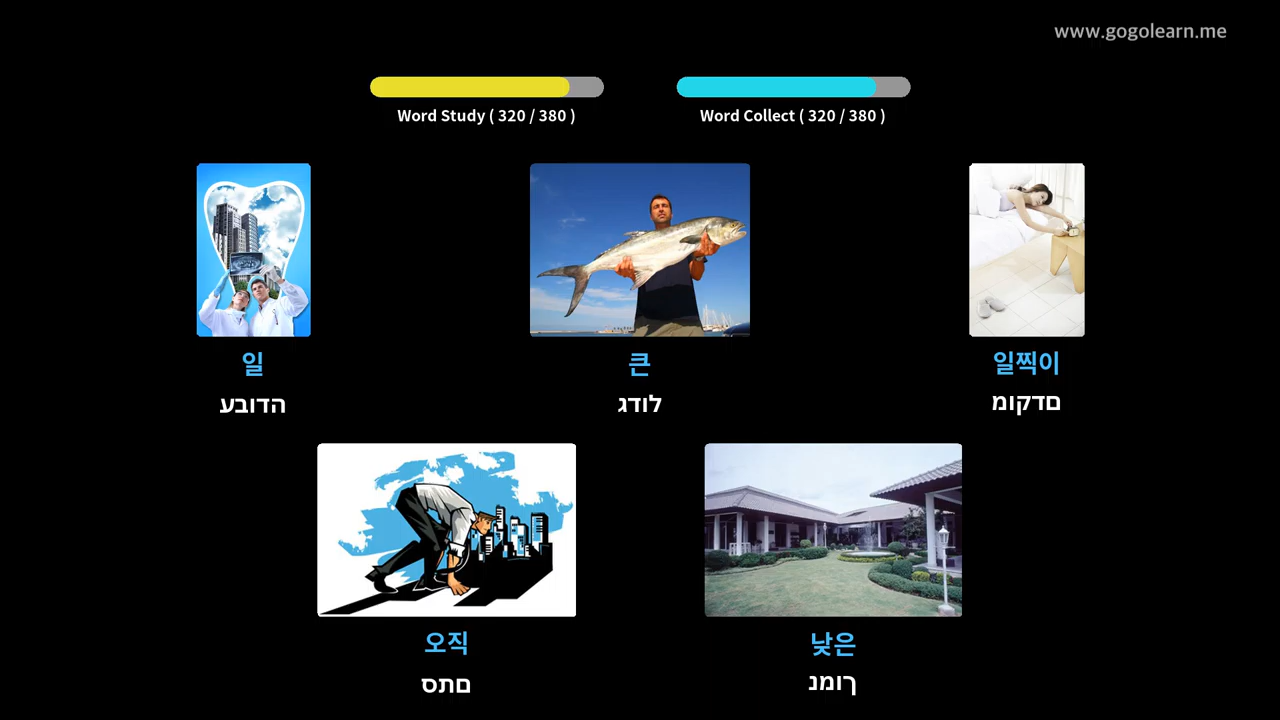 www.gogolearn.me
Word Study ( 320 / 380 )
Word Collect ( 320 / 380 )
일
עבודה
큰
גדול
일찍이
מוקדם
오직
סתם
낮은
נמוך